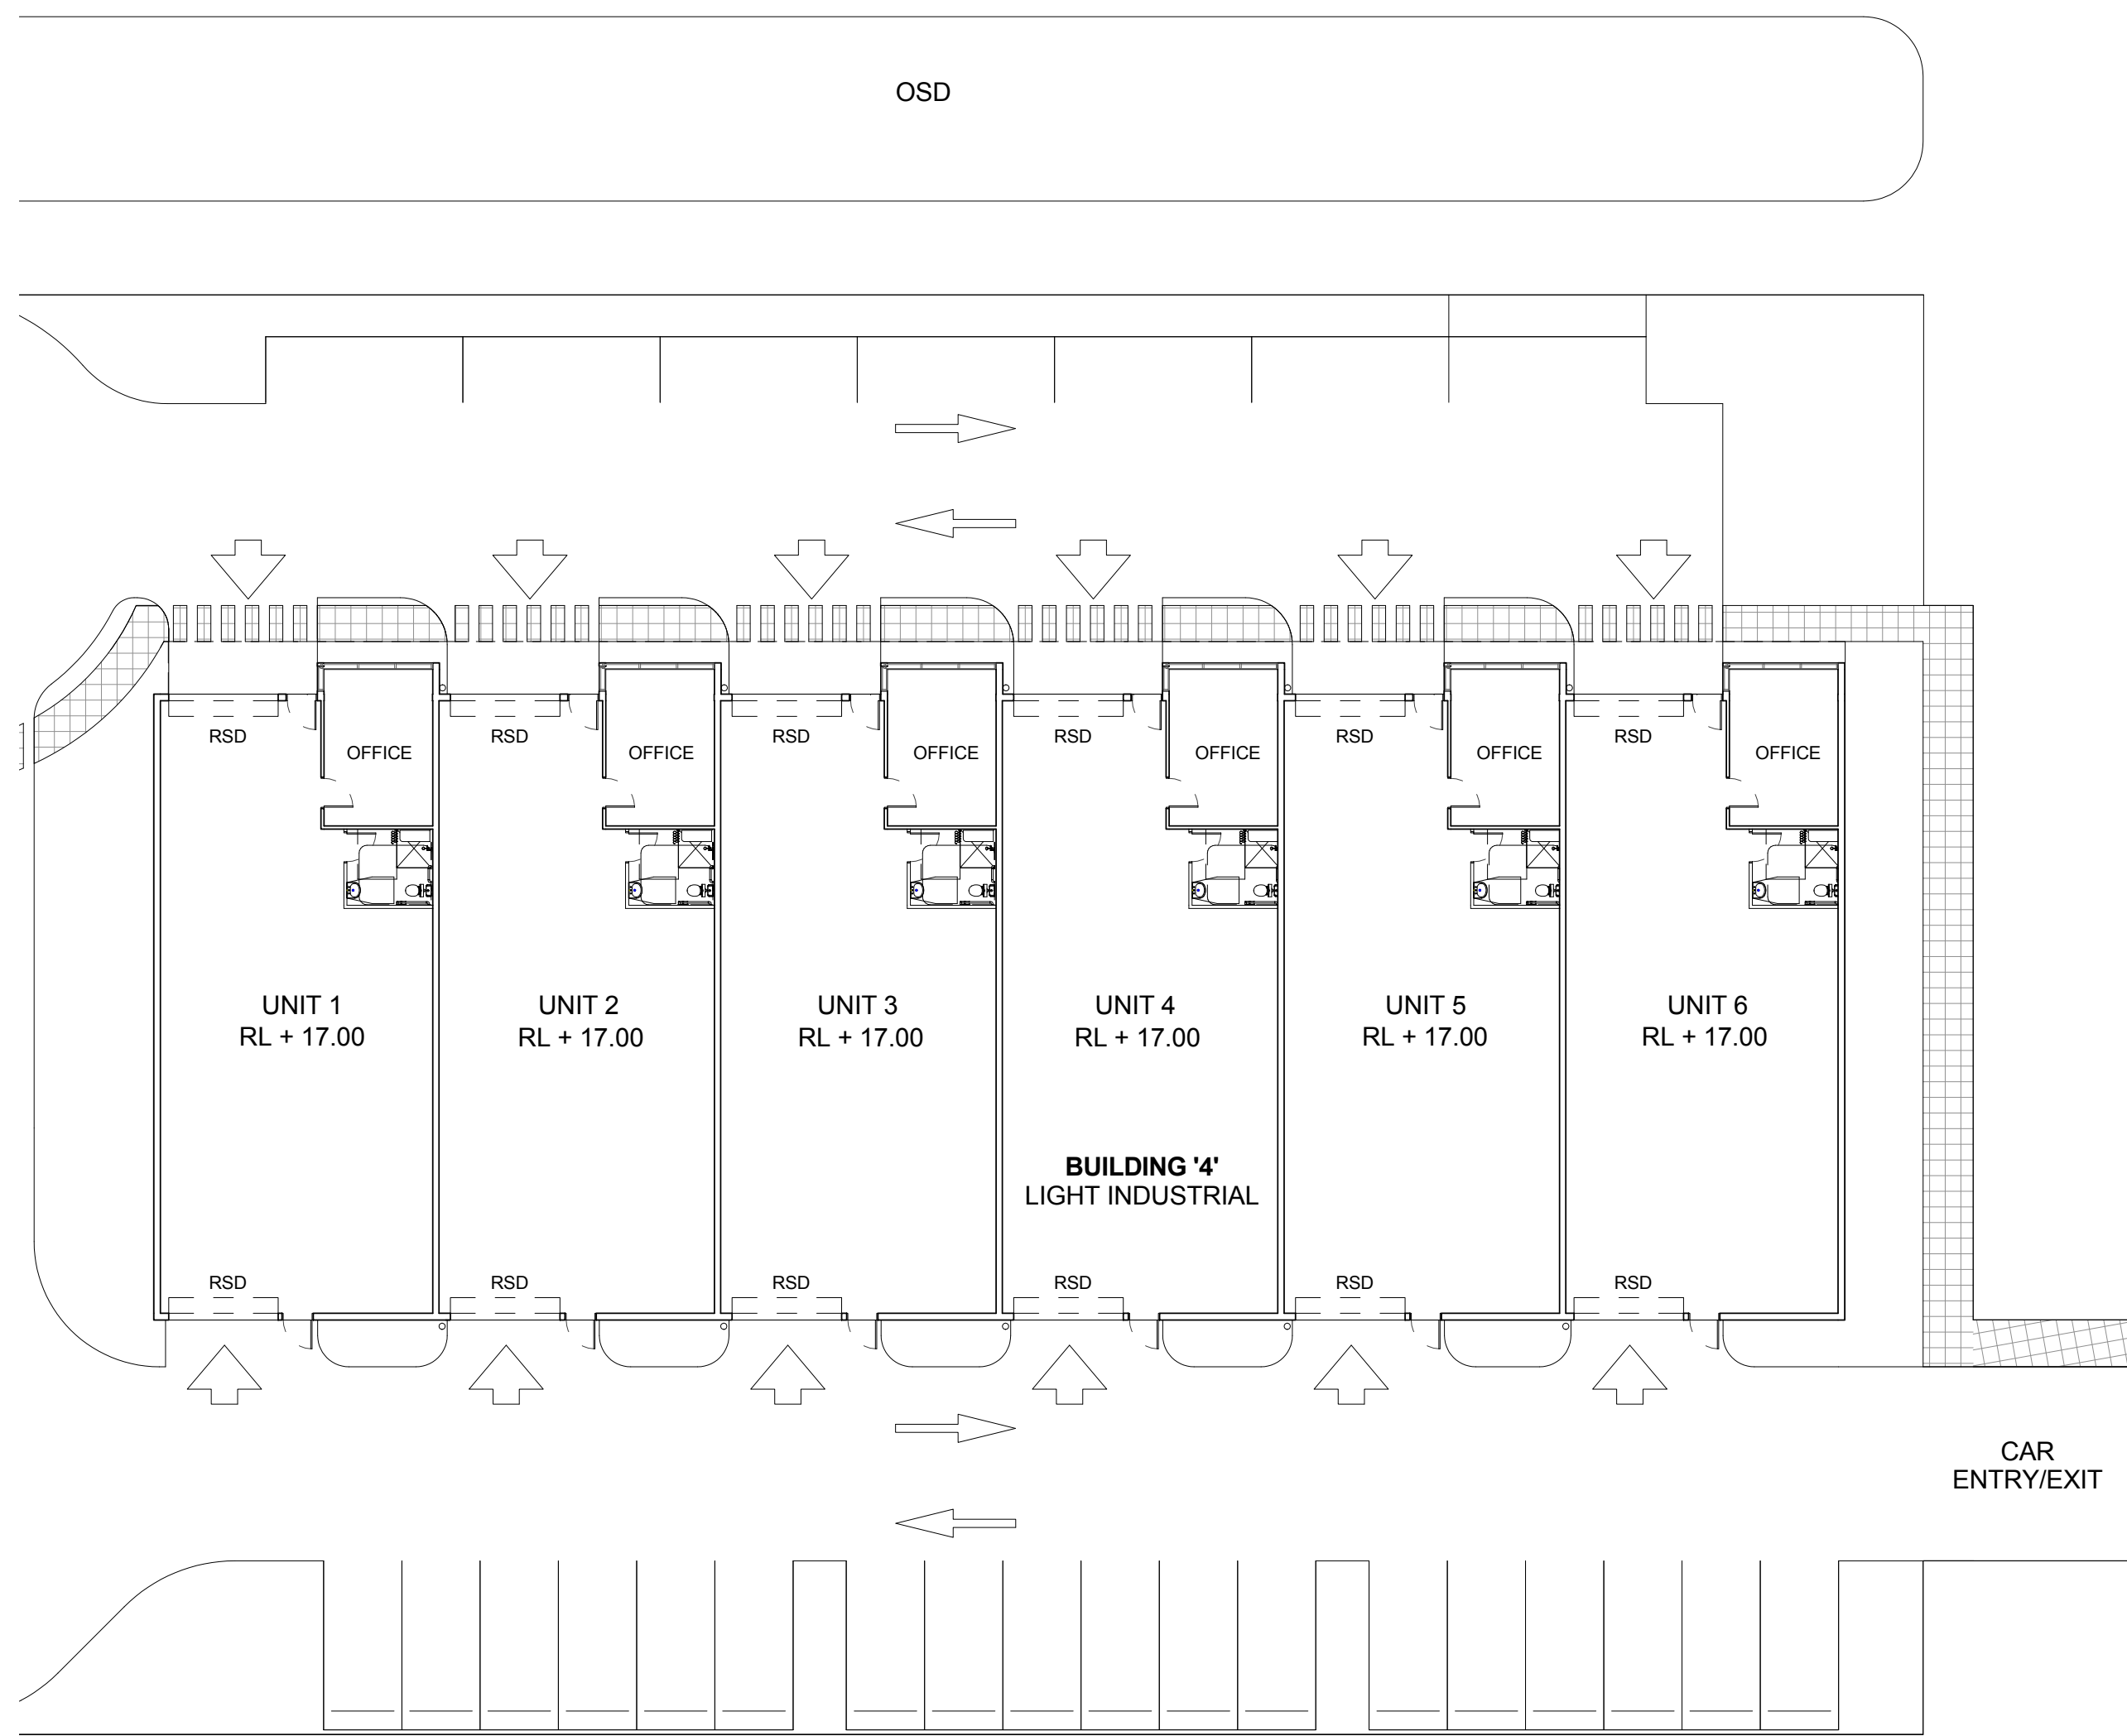 OSD
RSD
OFFICE
RSD
OFFICE
RSD
OFFICE
RSD
OFFICE
RSD
OFFICE
RSD
OFFICE
UNIT 1
RL + 17.00
UNIT 2
RL + 17.00
UNIT 3
RL + 17.00
UNIT 4
RL + 17.00
UNIT 5
RL + 17.00
UNIT 6
RL + 17.00
BUILDING '4'
LIGHT INDUSTRIAL
RSD
RSD
RSD
RSD
RSD
RSD
CAR
ENTRY/EXIT